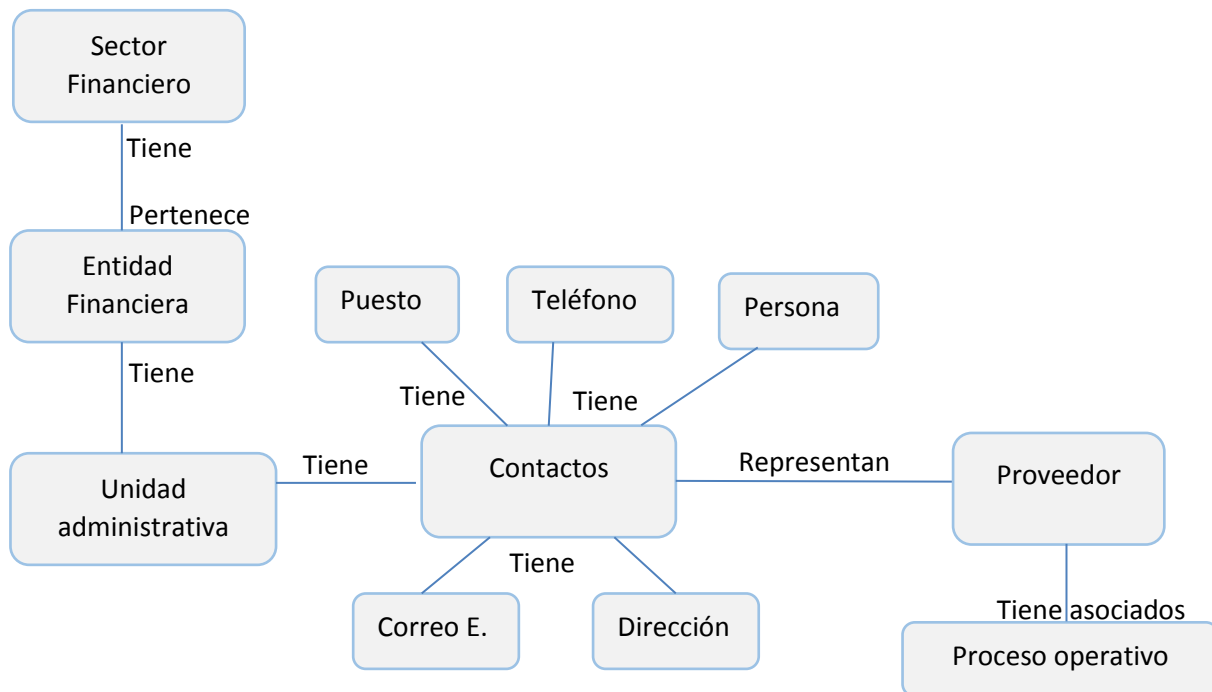 Sector
Financiero
Tiene
Pertenece
Entidad
Financiera
Tiene
Puesto
Teléfono
Persona
Tiene
Tiene
Unidad
administrativa
Tiene
Contactos
Representan
Proveedor
Tiene
Correo E.
Dirección
Tiene asociados
Proceso operativo